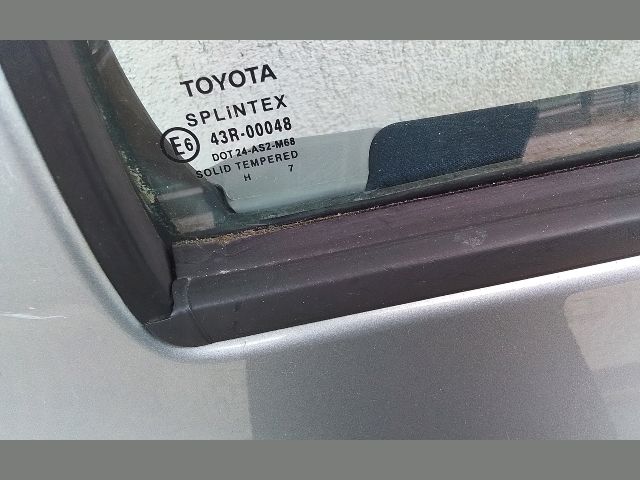 TOYOTA
SPLiNTEX
E6 43R-00048
DOT 24-AS2-M68
SOLID TEMPERED
H 7